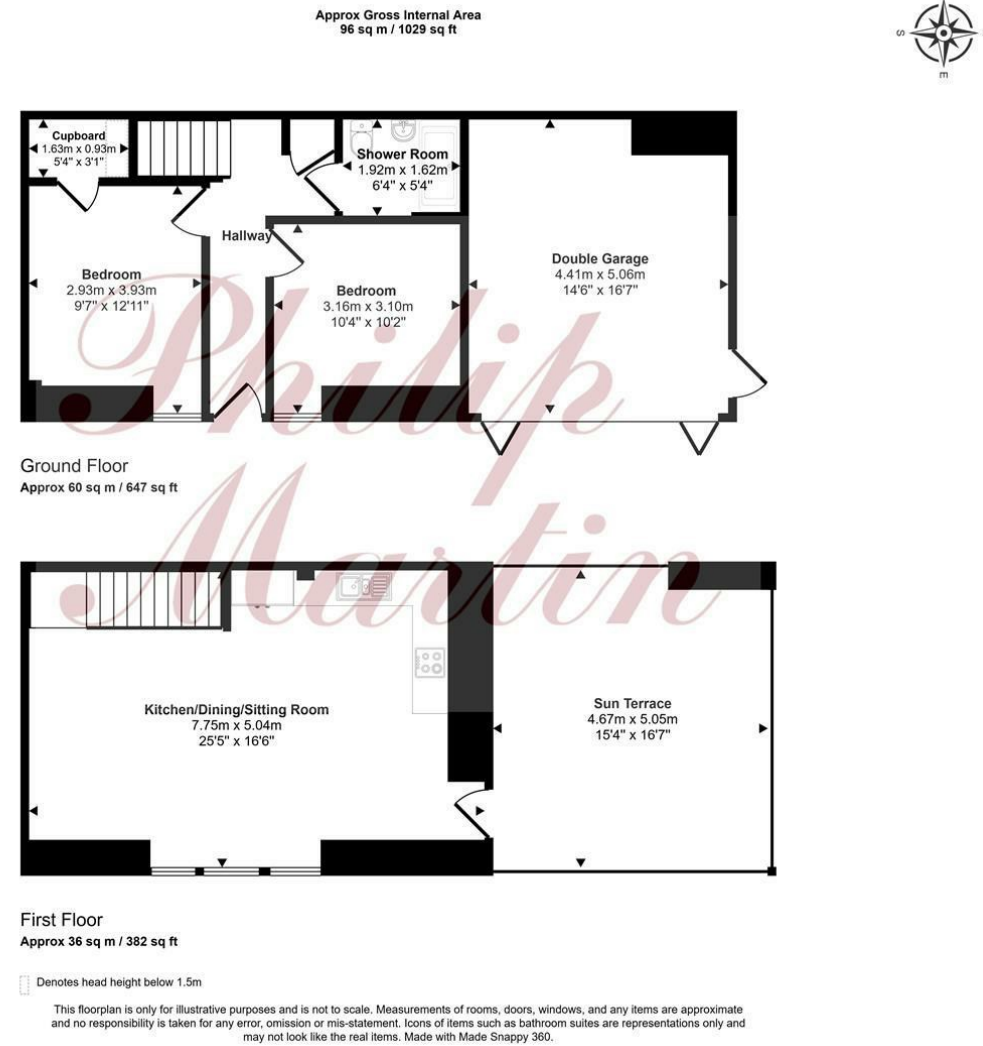 Approx Gross Internal Area
96 sq m / 1029 sq ft
S
E
Cupboard
1.63m x 0.93m
5'4" x 3'1"
Shower Room
1.92m x 1.62m
6'4" x 5'4"
Hallway
Bedroom
2.93m x 3.93m
9'7" x 12'11"
Bedroom
3.16m x 3.10m
10'4" x 10'2"
Double Garage
4.41m x 5.06m
14'6" x 16'7"
Philip
Martin
Ground Floor
Approx 60 sq m / 647 sq ft
Kitchen/Dining/Sitting Room
7.75m x 5.04m
25'5" x 16'6"
Sun Terrace
4.67m x 5.05m
15'4" x 16'7"
First Floor
Approx 36 sq m / 382 sq ft
Denotes head height below 1.5m
This floorplan is only for illustrative purposes and is not to scale. Measurements of rooms, doors, windows, and any items are approximate
and no responsibility is taken for any error, omission or mis-statement. Icons of items such as bathroom suites are representations only and
may not look like the real items. Made with Made Snappy 360.